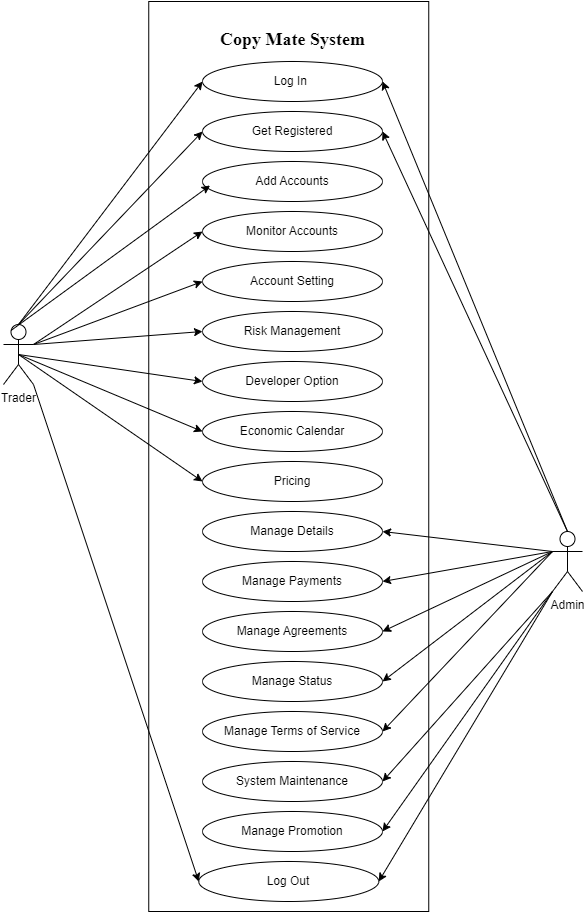 Copy Mate System
Log In
Get Registered
Add Accounts
Monitor Accounts
Account Setting
Risk Management
Developer Option
Trader
Economic Calendar
Pricing
Manage Details
Manage Payments
Admin
Manage Agreements
Manage Status
Manage Terms of Service
System Maintenance
Manage Promotion
Log Out